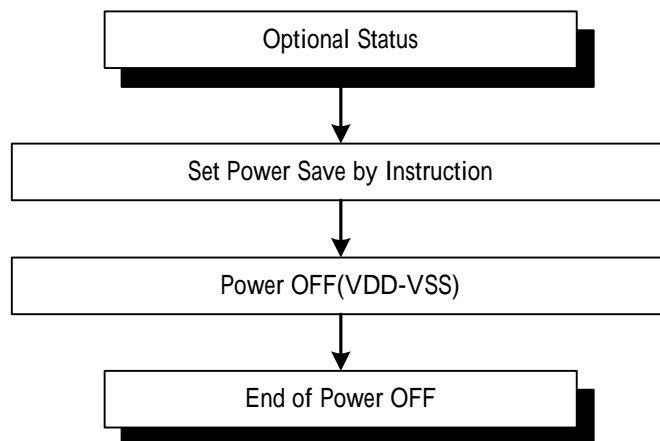 Optional Status
Set Power Save by Instruction
Power OFF(VDD-VSS)
End of Power OFF